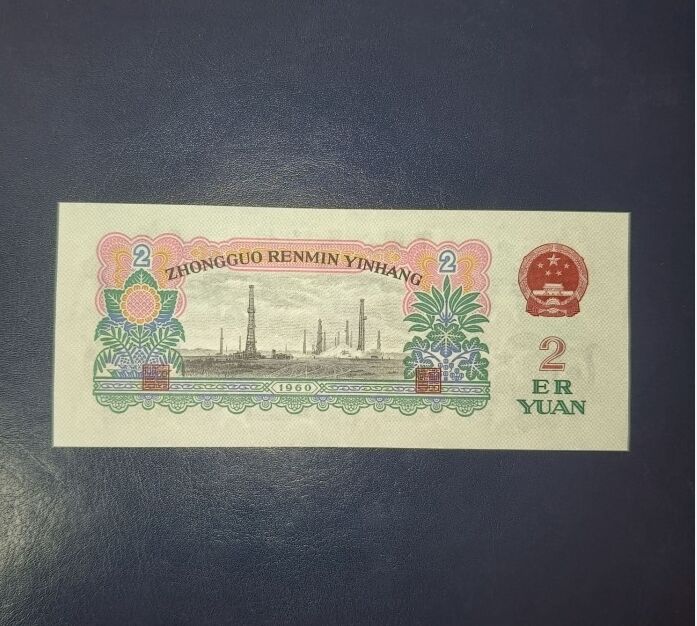 2
2
ZHONGGUO RENMIN YINHANG
1960
2
ER
YUAN